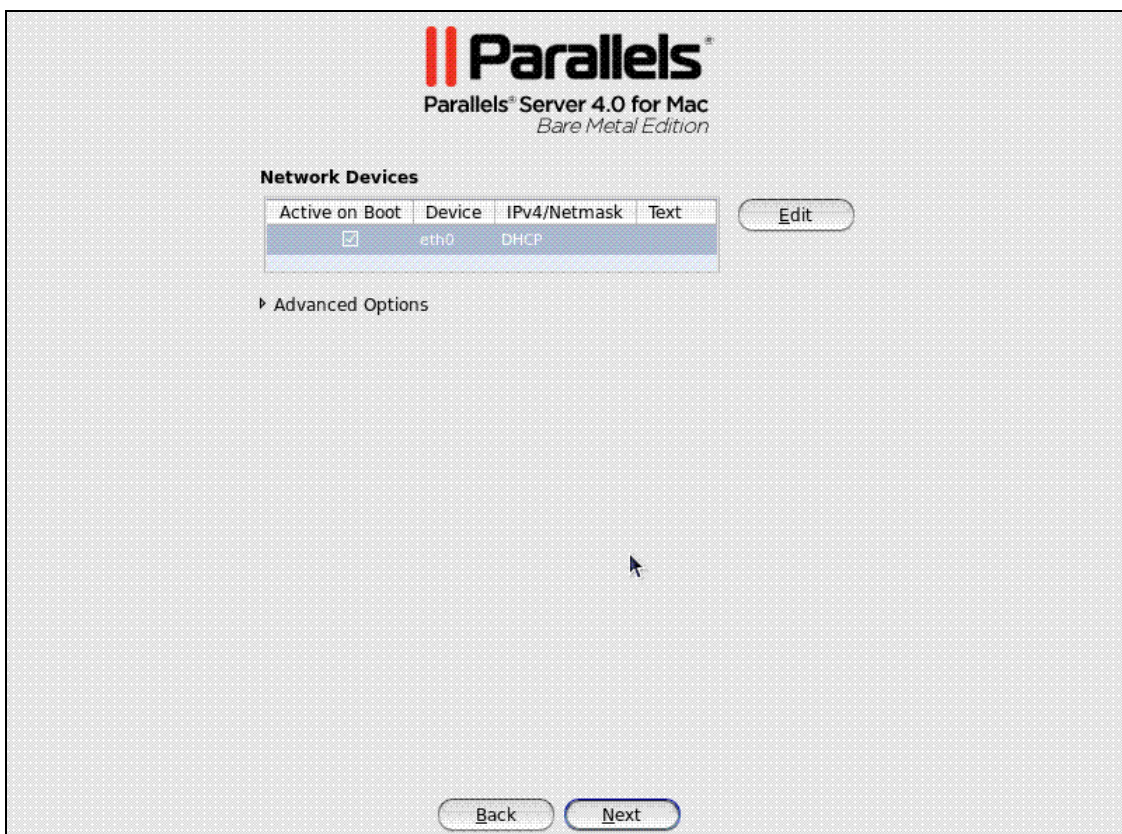 Parallels®
Parallels® Server 4.0 for Mac
Bare Metal Edition
Network Devices
Active on Boot Device IPv4/Netmask Text
eth0 DHCP
Edit
Advanced Options
Back Next